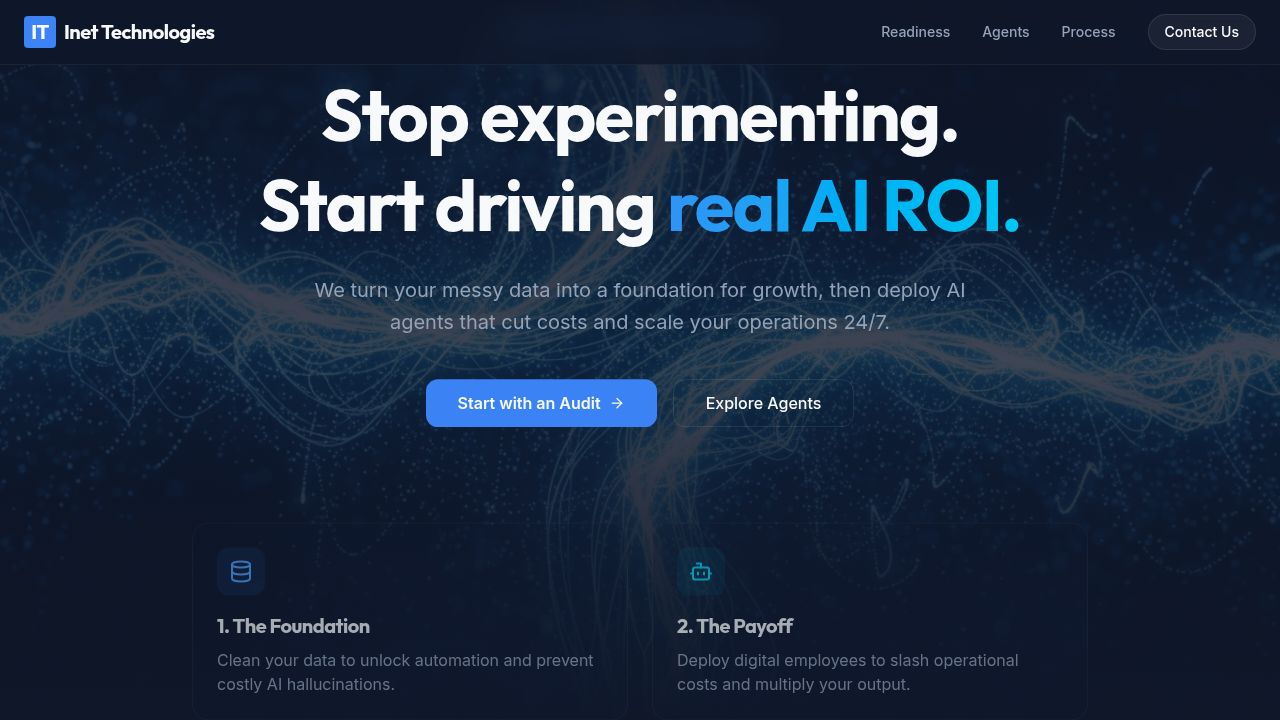 IT Inet Technologies
Readiness Agents Process Contact Us
Stop experimenting.
Start driving real AI ROI.
We turn your messy data into a foundation for growth, then deploy AI
agents that cut costs and scale your operations 24/7.
Start with an Audit
Explore Agents
1. The Foundation
Clean your data to unlock automation and prevent
costly AI hallucinations.
2. The Payoff
Deploy digital employees to slash operational
costs and multiply your output.